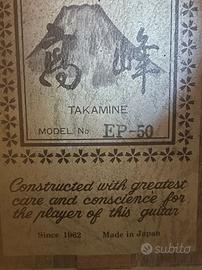 高峰
TAKAMINE
MODEL No EP-50
Constructed with greatest
care and conscience for
the player of this guitar
Since 1962 Made in Japan
subito